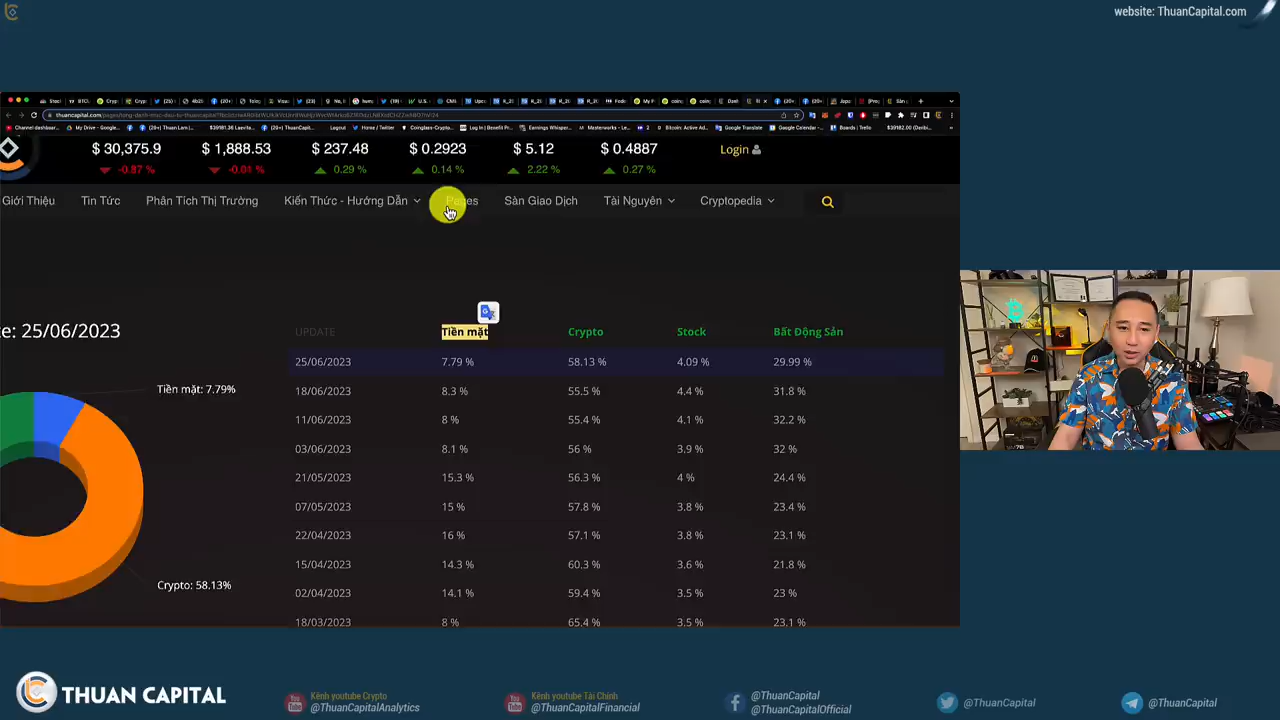 website: ThuanCapital.com
$ 30,375.9 $ 1,888.53 $ 237.48 $ 0.2923 $ 5.12 $ 0.4887 Login
-0.87 % -0.01 % 0.29 % 0.14 % 2.22 % 0.27 %
Giới Thiệu Tin Tức Phân Tích Thị Trường Kiến Thức - Hướng Dẫn Pages Sàn Giao Dịch Tài Nguyên Cryptopedia
te: 25/06/2023
UPDATE Tiền mặt Crypto Stock Bất Động Sản
25/06/2023 7.79 % 58.13 % 4.09 % 29.99 %
Tiền mặt: 7.79%
18/06/2023 8.3 % 55.5 % 4.4 % 31.8 %
11/06/2023 8 % 55.4 % 4.1 % 32.2 %
03/06/2023 8.1 % 56 % 3.9 % 32 %
21/05/2023 15.3 % 56.3 % 4 % 24.4 %
07/05/2023 15 % 57.8 % 3.8 % 23.4 %
22/04/2023 16 % 57.1 % 3.8 % 23.1 %
15/04/2023 14.3 % 60.3 % 3.6 % 21.8 %
Crypto: 58.13%
02/04/2023 14.1 % 59.4 % 3.5 % 23 %
18/03/2023 8 % 65.4 % 3.5 % 23.1 %
THUAN CAPITAL
Kênh youtube Crypto
@ThuanCapitalAnalytics
Kênh youtube Tài Chính
@ThuanCapitalFinancial
@ThuanCapital
@ThuanCapitalOfficial
@ThuanCapital
@ThuanCapital